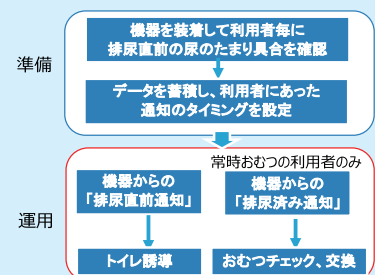 準備
機器を装着して利用者毎に
排尿直前の尿のたまり具合を確認
データを蓄積し、利用者にあった
通知のタイミングを設定
運用
常時おむつの利用者のみ
機器からの
「排尿直前通知」
機器からの
「排尿済み通知」
トイレ誘導
おむつチェック、交換